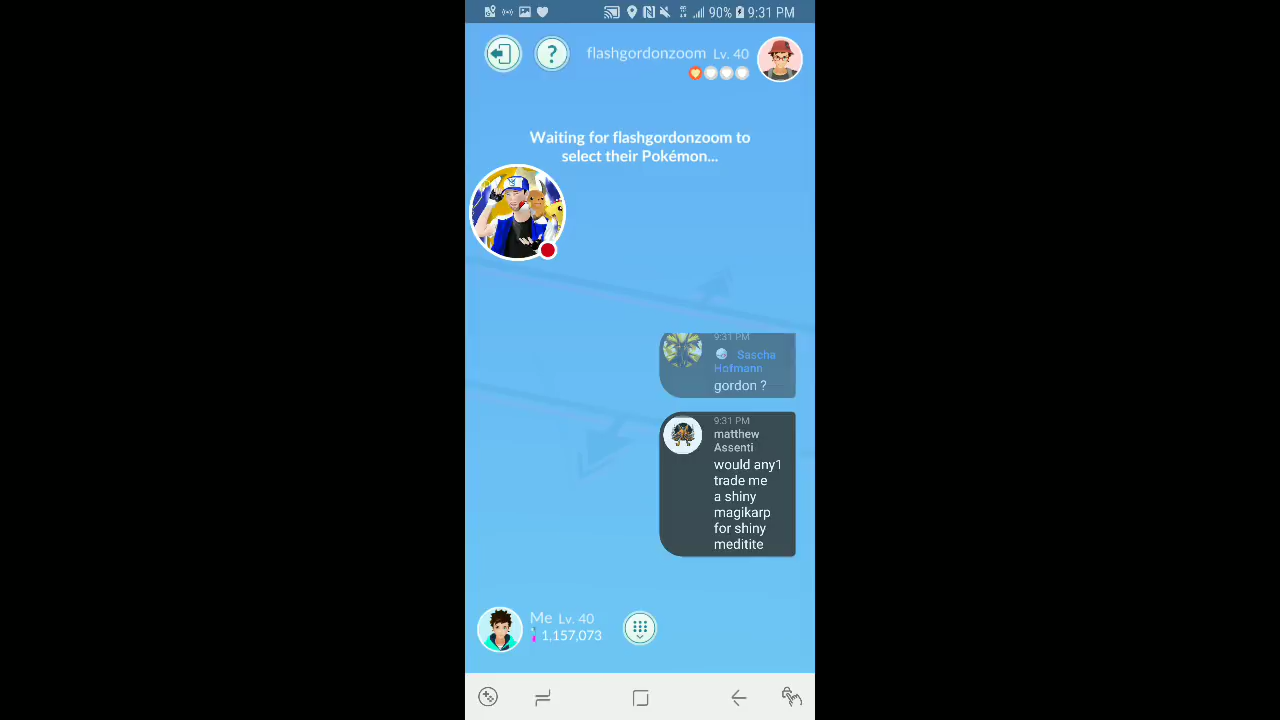 90% 9:31 PM
flashgordonzoom Lv. 40
?
Waiting for flashgordonzoom to
select their Pokémon...
9:31 PM
Sascha
Hofmann
gordon ?
9:31 PM
matthew
Assenti
would any1
trade me
a shiny
magikarp
for shiny
meditite
Me Lv. 40
1,157,073